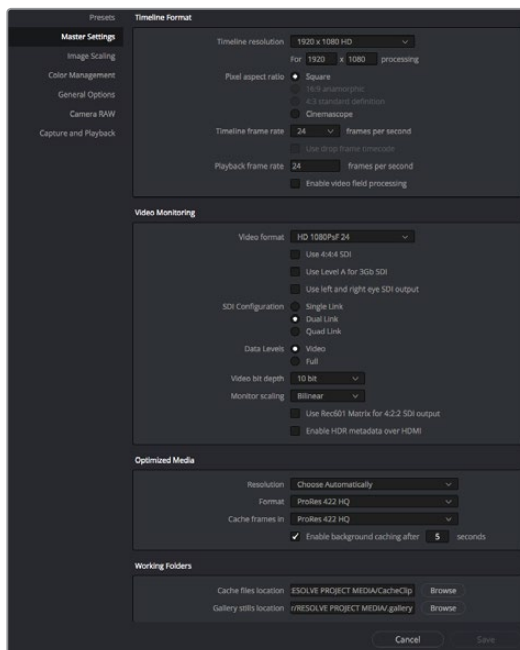 Presets
Master Settings
Image Scaling
Color Management
General Options
Camera RAW
Capture and Playback
Timeline Format
Timeline resolution 1920 x 1080 HD
For 1920 x 1080 processing
Pixel aspect ratio Square
16:9 anamorphic
4:3 standard definition
Cinemascope
Timeline frame rate 24 frames per second
Use drop frame timecode
Playback frame rate 24 frames per second
Enable video field processing
Video Monitoring
Video format HD 1080PsF 24
Use 4:4:4 SDI
Use Level A for 3Gb SDI
Use left and right eye SDI output
SDI Configuration Single Link
Dual Link
Quad Link
Data Levels Video
Full
Video bit depth 10 bit
Monitor scaling Bilinear
Use Rec601 Matrix for 4:2:2 SDI output
Enable HDR metadata over HDMI
Optimized Media
Resolution Choose Automatically
Format ProRes 422 HQ
Cache frames in ProRes 422 HQ
Enable background caching after 5 seconds
Working Folders
Cache files location :ESOLVE PROJECT MEDIA/CacheClip Browse
Gallery stills location r/RESOLVE PROJECT MEDIA/.gallery Browse
Cancel Save